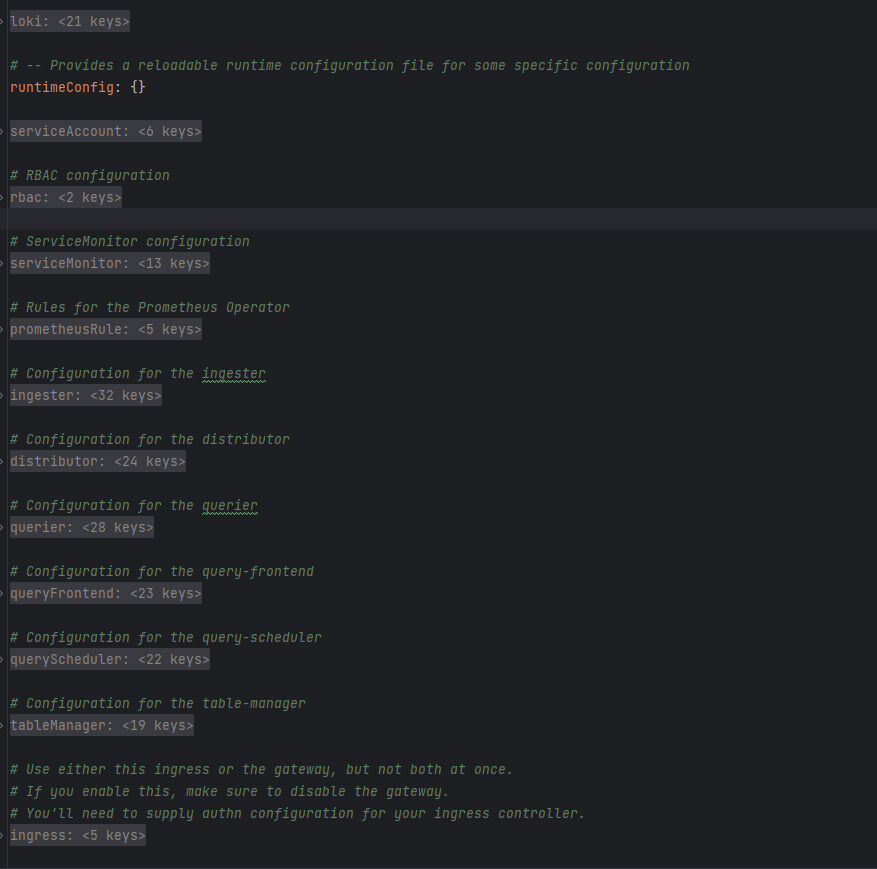 loki: <21 keys>
# -- Provides a reloadable runtime configuration file for some specific configuration
runtimeConfig: {}
serviceAccount: <6 keys>
# RBAC configuration
rbac: <2 keys>
# ServiceMonitor configuration
serviceMonitor: <13 keys>
# Rules for the Prometheus Operator
prometheusRule: <5 keys>
# Configuration for the ingester
ingester: <32 keys>
# Configuration for the distributor
distributor: <24 keys>
# Configuration for the querier
querier: <28 keys>
# Configuration for the query-frontend
queryFrontend: <23 keys>
# Configuration for the query-scheduler
queryScheduler: <22 keys>
# Configuration for the table-manager
tableManager: <19 keys>
# Use either this ingress or the gateway, but not both at once.
# If you enable this, make sure to disable the gateway.
# You'll need to supply authn configuration for your ingress controller.
ingress: <5 keys>